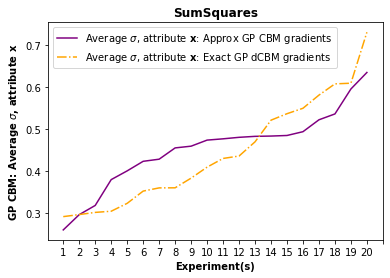 SumSquares
Average σ, attribute x: Approx GP CBM gradients
Average σ, attribute x: Exact GP dCBM gradients
GP CBM: Average σ, attribute x
0.7
0.6
0.5
0.4
0.3
1 2 3 4 5 6 7 8 9 10 11 12 13 14 15 16 17 18 19 20
Experiment(s)